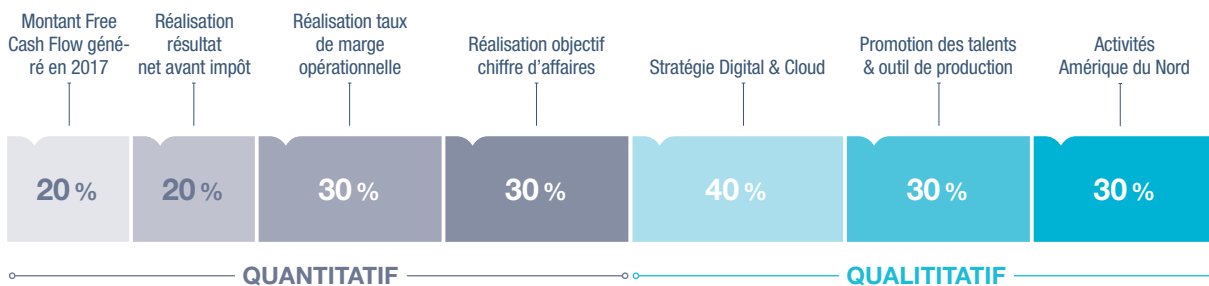 Montant Free
Cash Flow géné-
ré en 2017
Réalisation
résultat
net avant impôt
Réalisation taux
de marge
opérationnelle
Réalisation objectif
chiffre d'affaires
Stratégie Digital & Cloud
Promotion des talents
& outil de production
Activités
Amérique du Nord
20 %
20 %
30 %
30 %
40 %
30 %
30 %
QUANTITATIF
QUALITITATIF